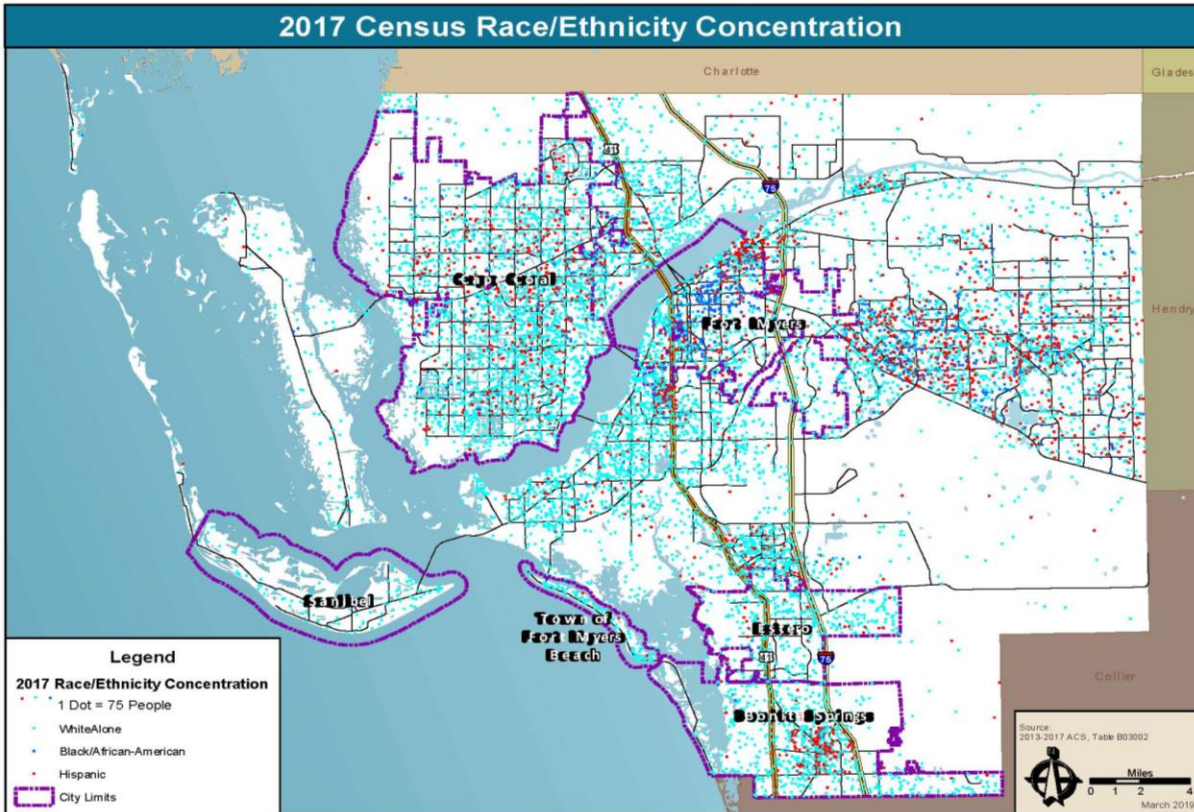 2017 Census Race/Ethnicity Concentration
Charlotte
Glades
75
Cape Coral
Fort Myers
Hendry
Sanibel
Town of
Fort Myers
Beach
Estero
75
Bonita Springs
Collier
Legend
2017 Race/Ethnicity Concentration
1 Dot = 75 People
WhiteAlone
Black/African-American
Hispanic
City Limits
Source:
2013-2017 ACS, Table B03002
Miles
0 1 2 4
March 2019